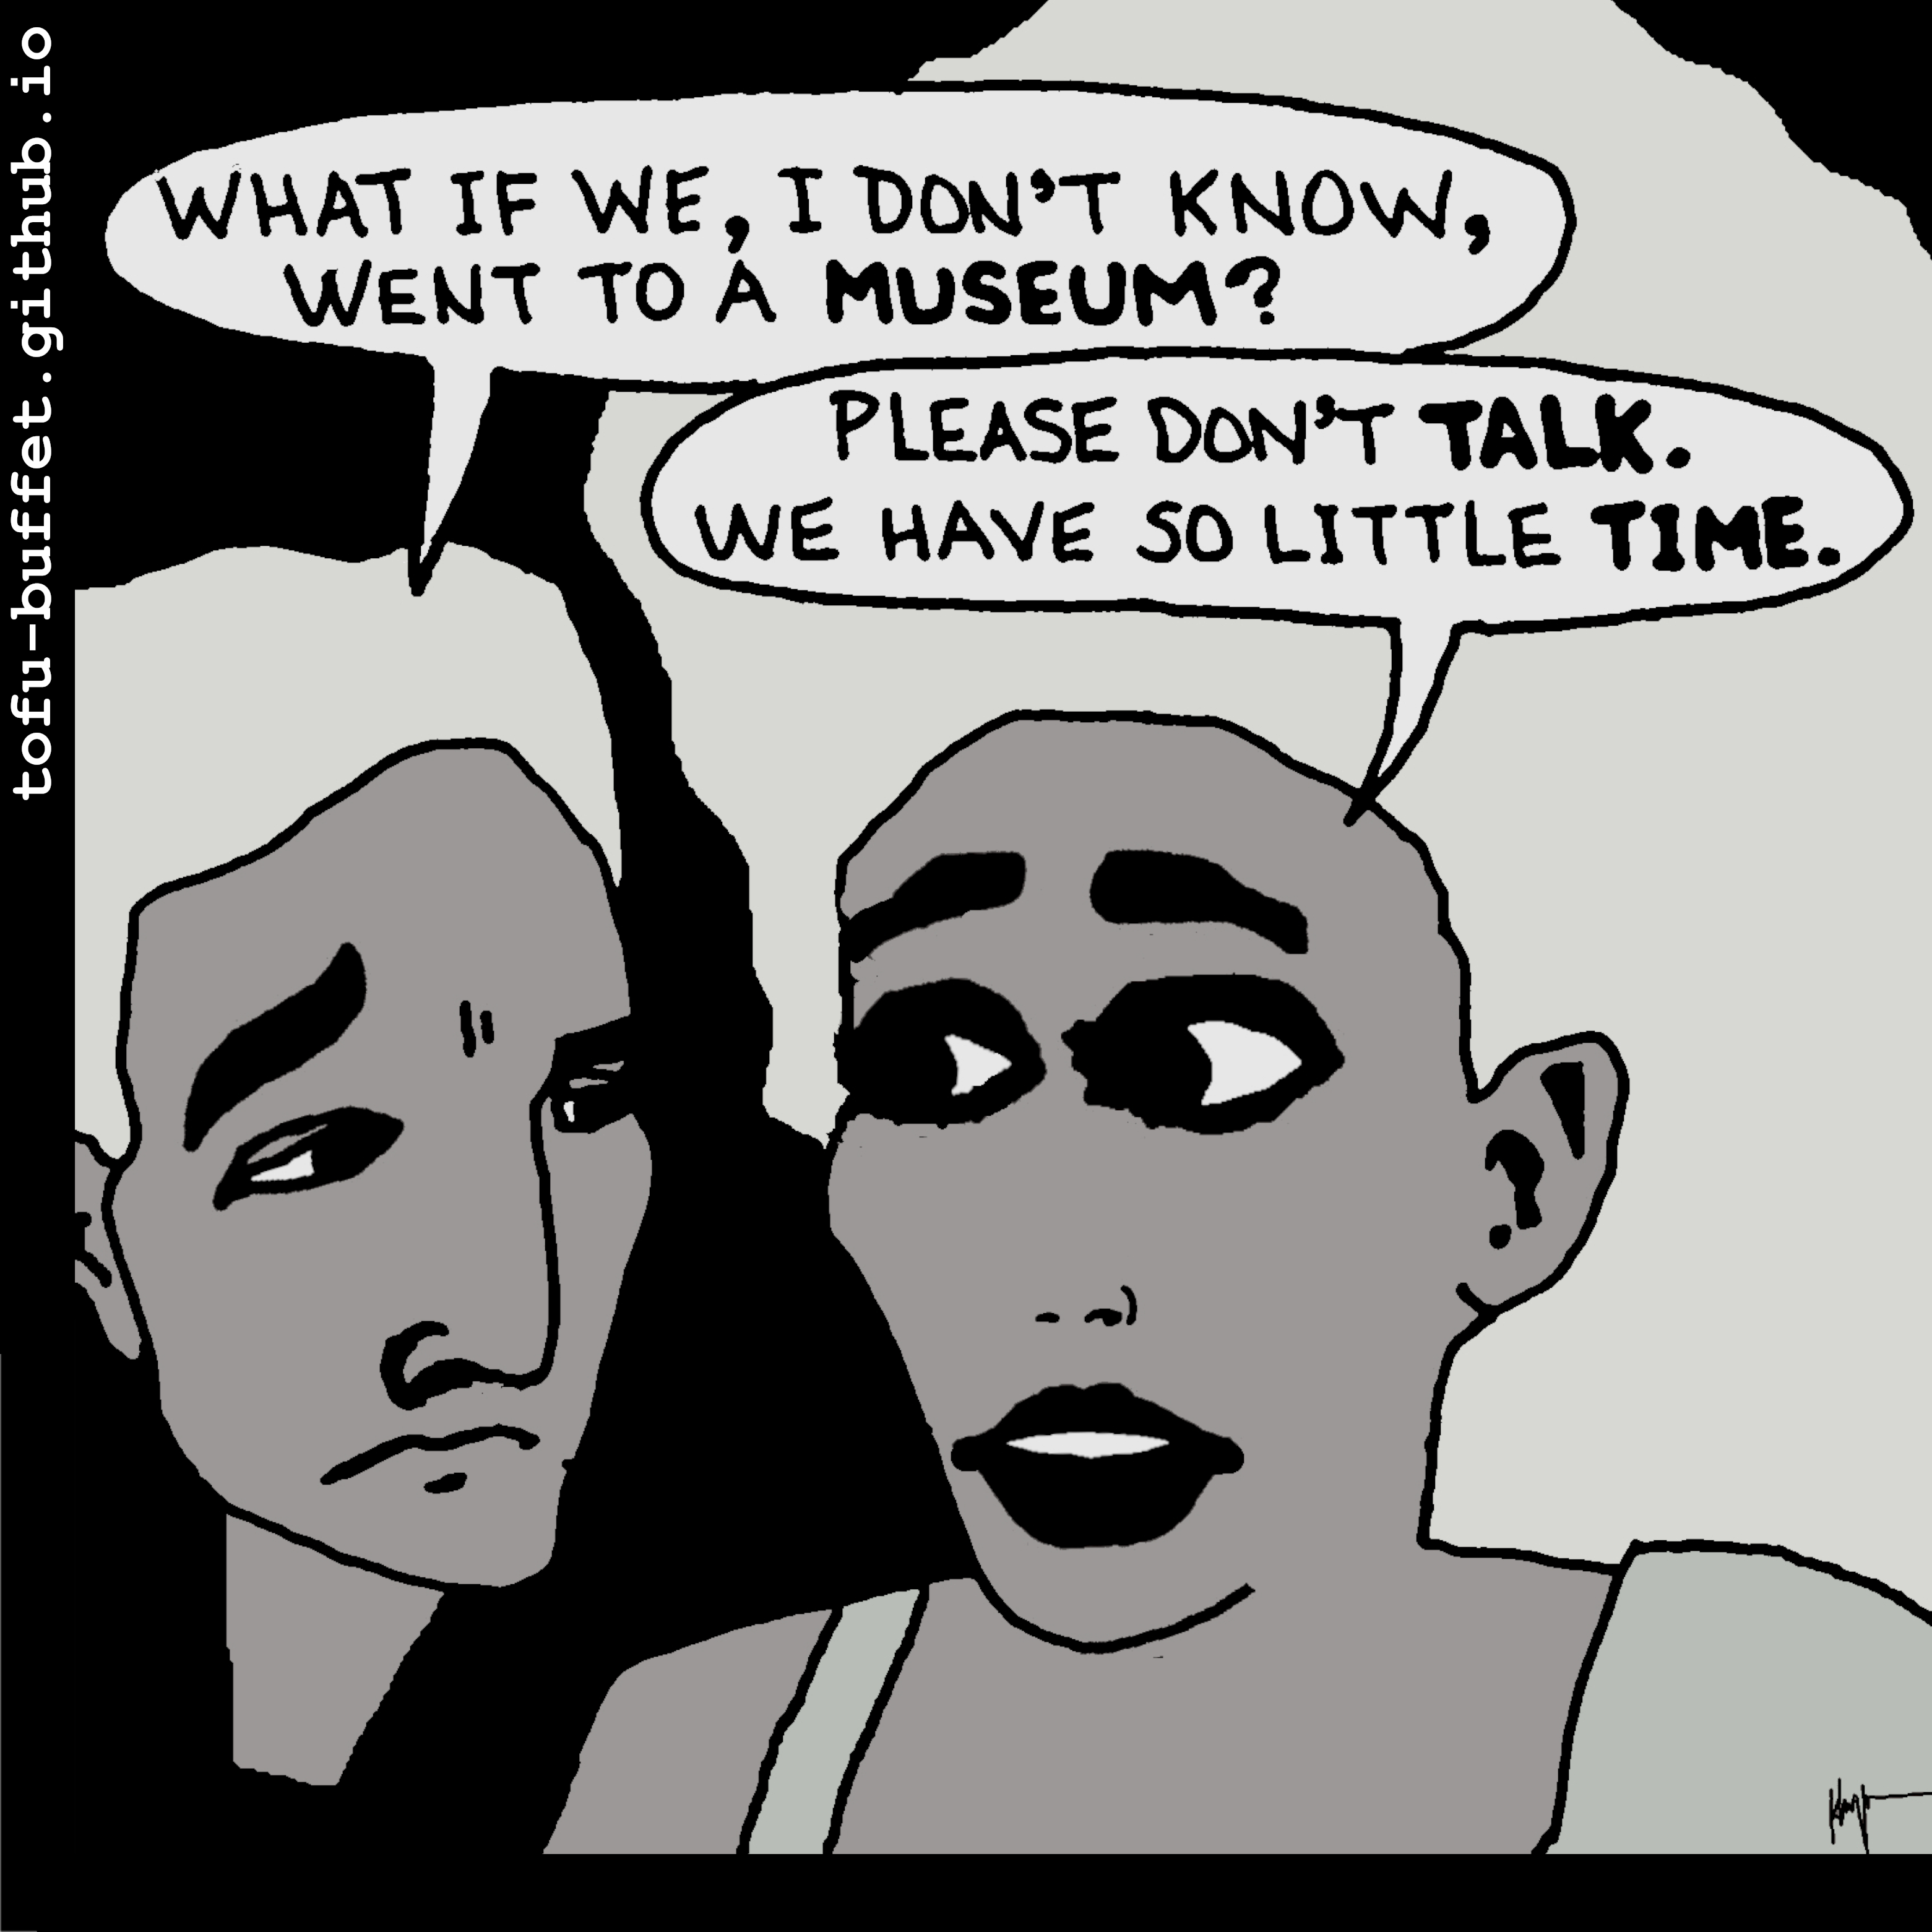 tofu-buffet.github.io
WHAT IF WE, I DON'T KNOW,
WENT TO A MUSEUM?
PLEASE DON'T TALK.
WE HAVE SO LITTLE TIME.